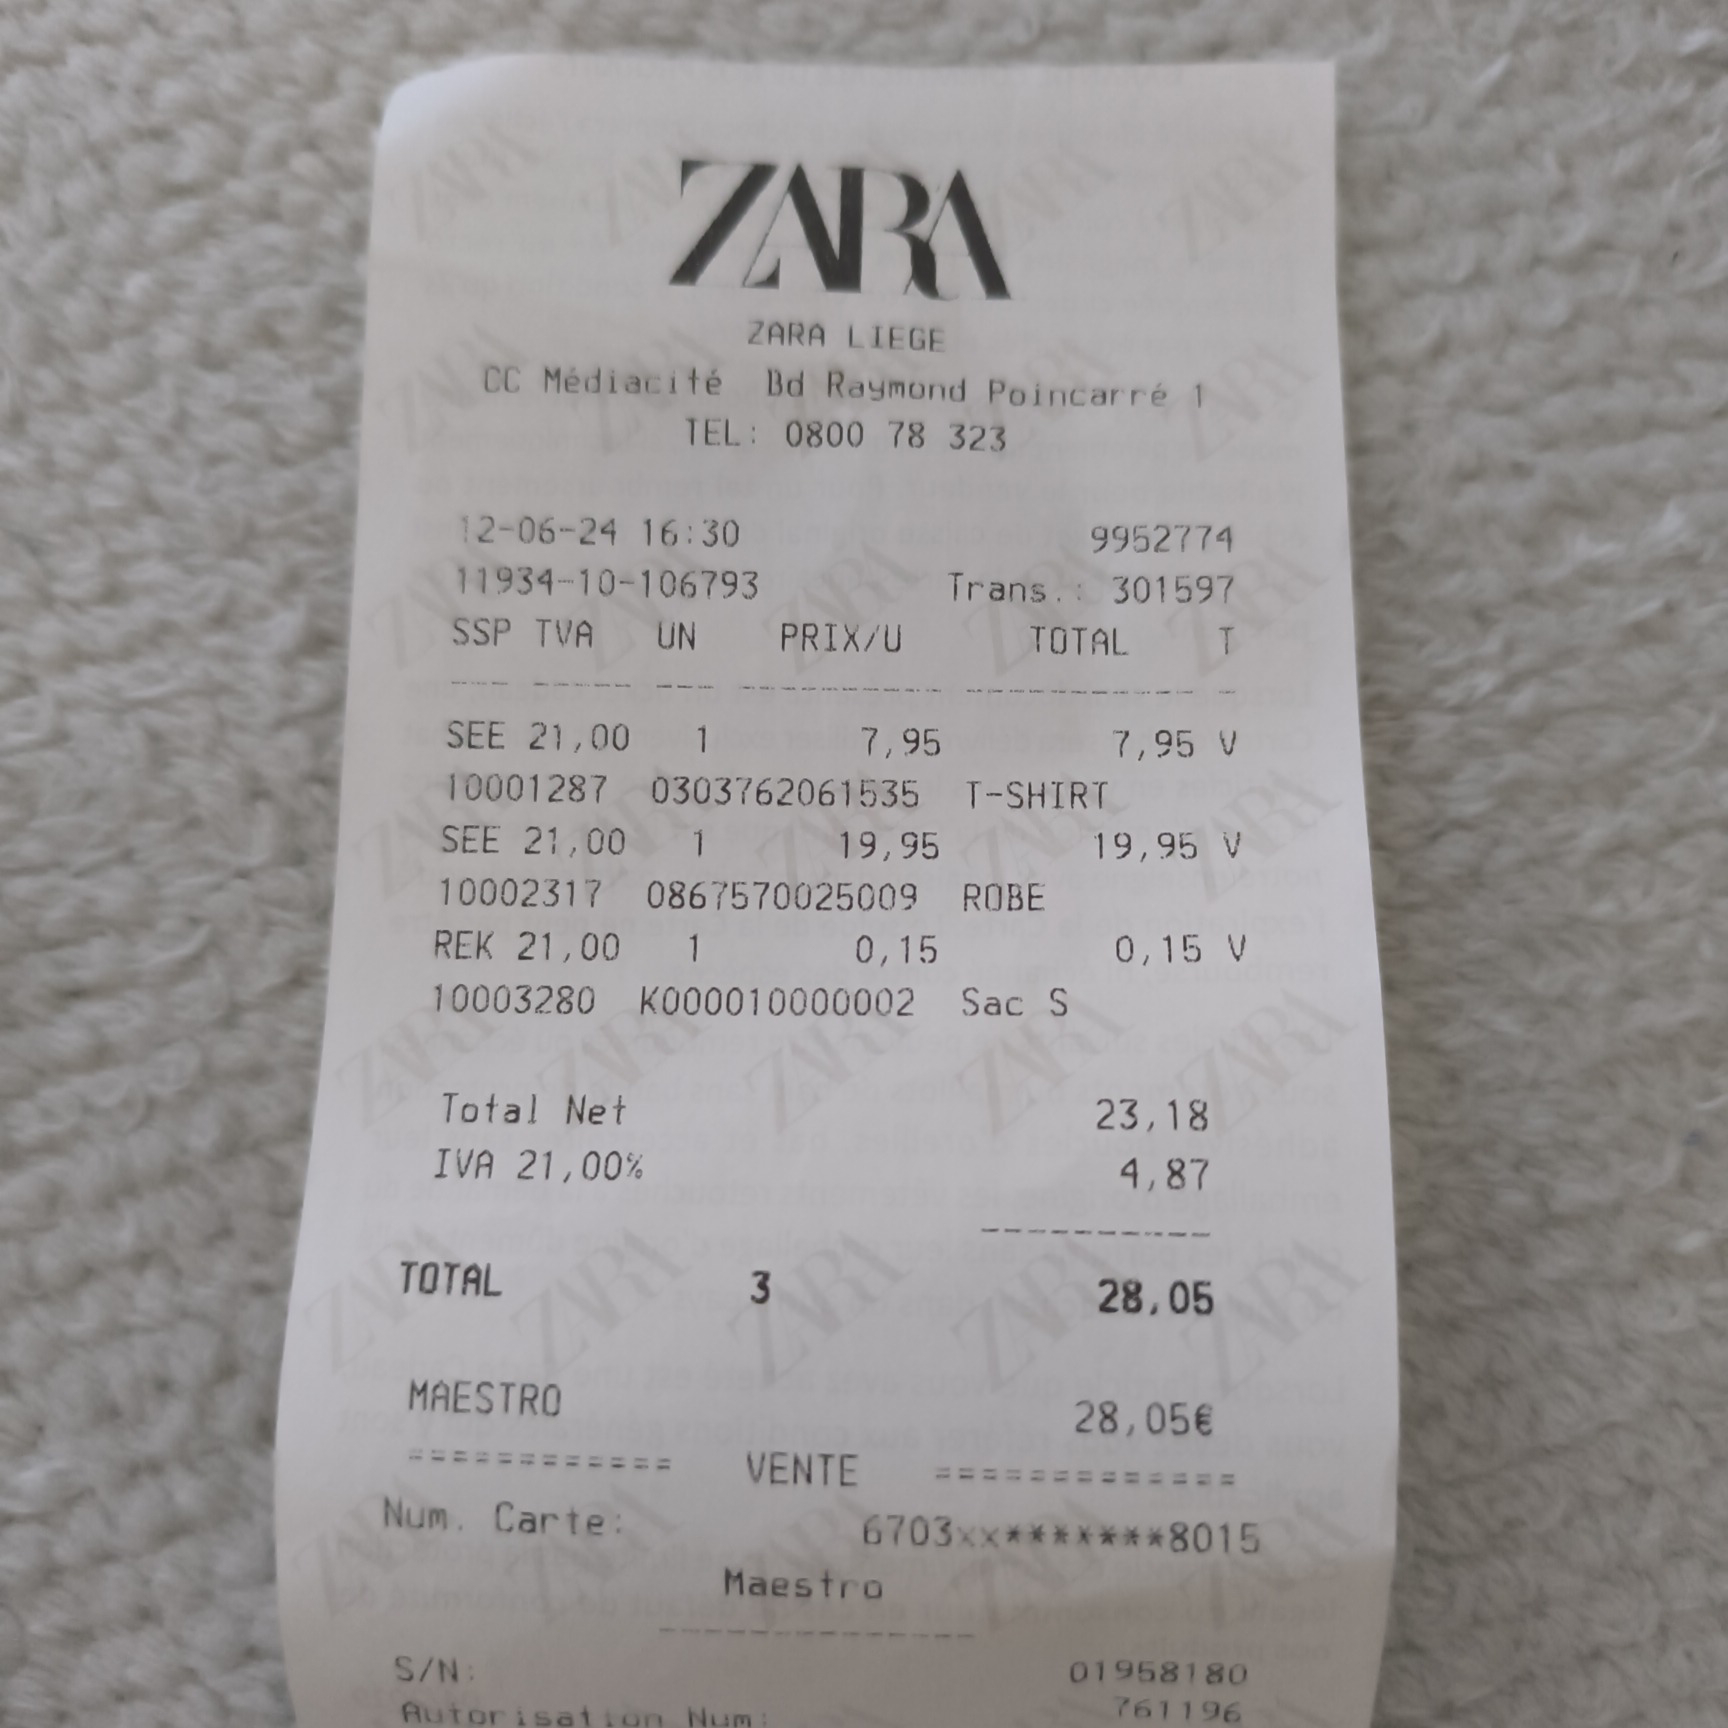 ZARA
ZARA LIEGE
CC Médiacité Bd Raymond Poincarré 1
TEL: 0800 78 323
12-06-24 16:30 9952774
11934-10-106793 Trans.: 301597
SSP TVA UN PRIX/U TOTAL T
SEE 21,00 1 7,95 7,95 V
10001287 0303762061535 T-SHIRT
SEE 21,00 1 19,95 19,95 V
10002317 0867570025009 ROBE
REK 21,00 1 0,15 0,15 V
10003280 K000010000002 Sac S
Total Net 23,18
IVA 21,00% 4,87
TOTAL 3 28,05
MAESTRO 28,05€
============ VENTE =============
Num. Carte: 6703xx*******8015
Maestro
S/N: 01958180
Autorisation Num: 761196